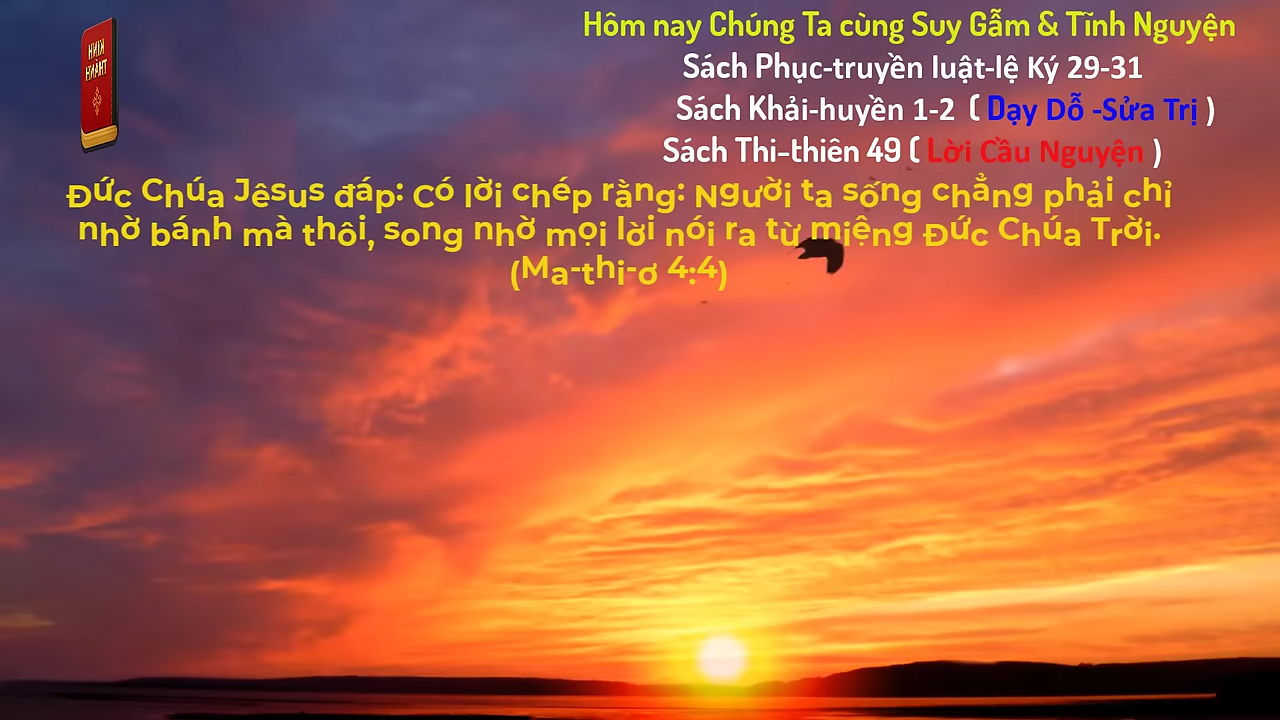 KINH
THÁNH
Hôm nay Chúng Ta cùng Suy Gẫm & Tĩnh Nguyện
Sách Phục-truyền luật-lệ Ký 29-31
Sách Khải-huyền 1-2 ( Dạy Dỗ -Sửa Trị )
Sách Thi-thiên 49 ( Lời Cầu Nguyện )
Đức Chúa Jêsus đáp: Có lời chép rằng: Người ta sống chẳng phải chỉ
nhờ bánh mà thôi, song nhờ mọi lời nói ra từ miệng Đức Chúa Trời.
(Ma-thi-ơ 4:4)